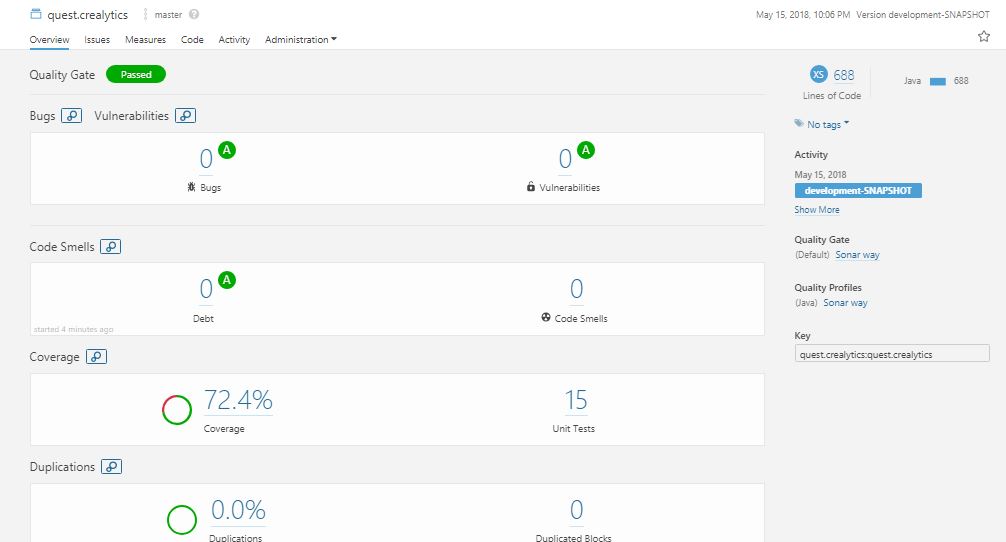 quest.crealytics master ? May 15, 2018, 10:06 PM Version development-SNAPSHOT
Overview Issues Measures Code Activity Administration
Quality Gate Passed
XS 688
Lines of Code
Java 688
No tags
Bugs Vulnerabilities
0 A
Bugs
0 A
Vulnerabilities
Activity
May 15, 2018
development-SNAPSHOT
Show More
Code Smells
0 A
Debt
0
Code Smells
started 4 minutes ago
Quality Gate
(Default) Sonar way
Quality Profiles
(Java) Sonar way
Key
quest.crealytics:quest.crealytics
Coverage
72.4%
Coverage
15
Unit Tests
Duplications
0.0%
Duplications
0
Duplicated Blocks